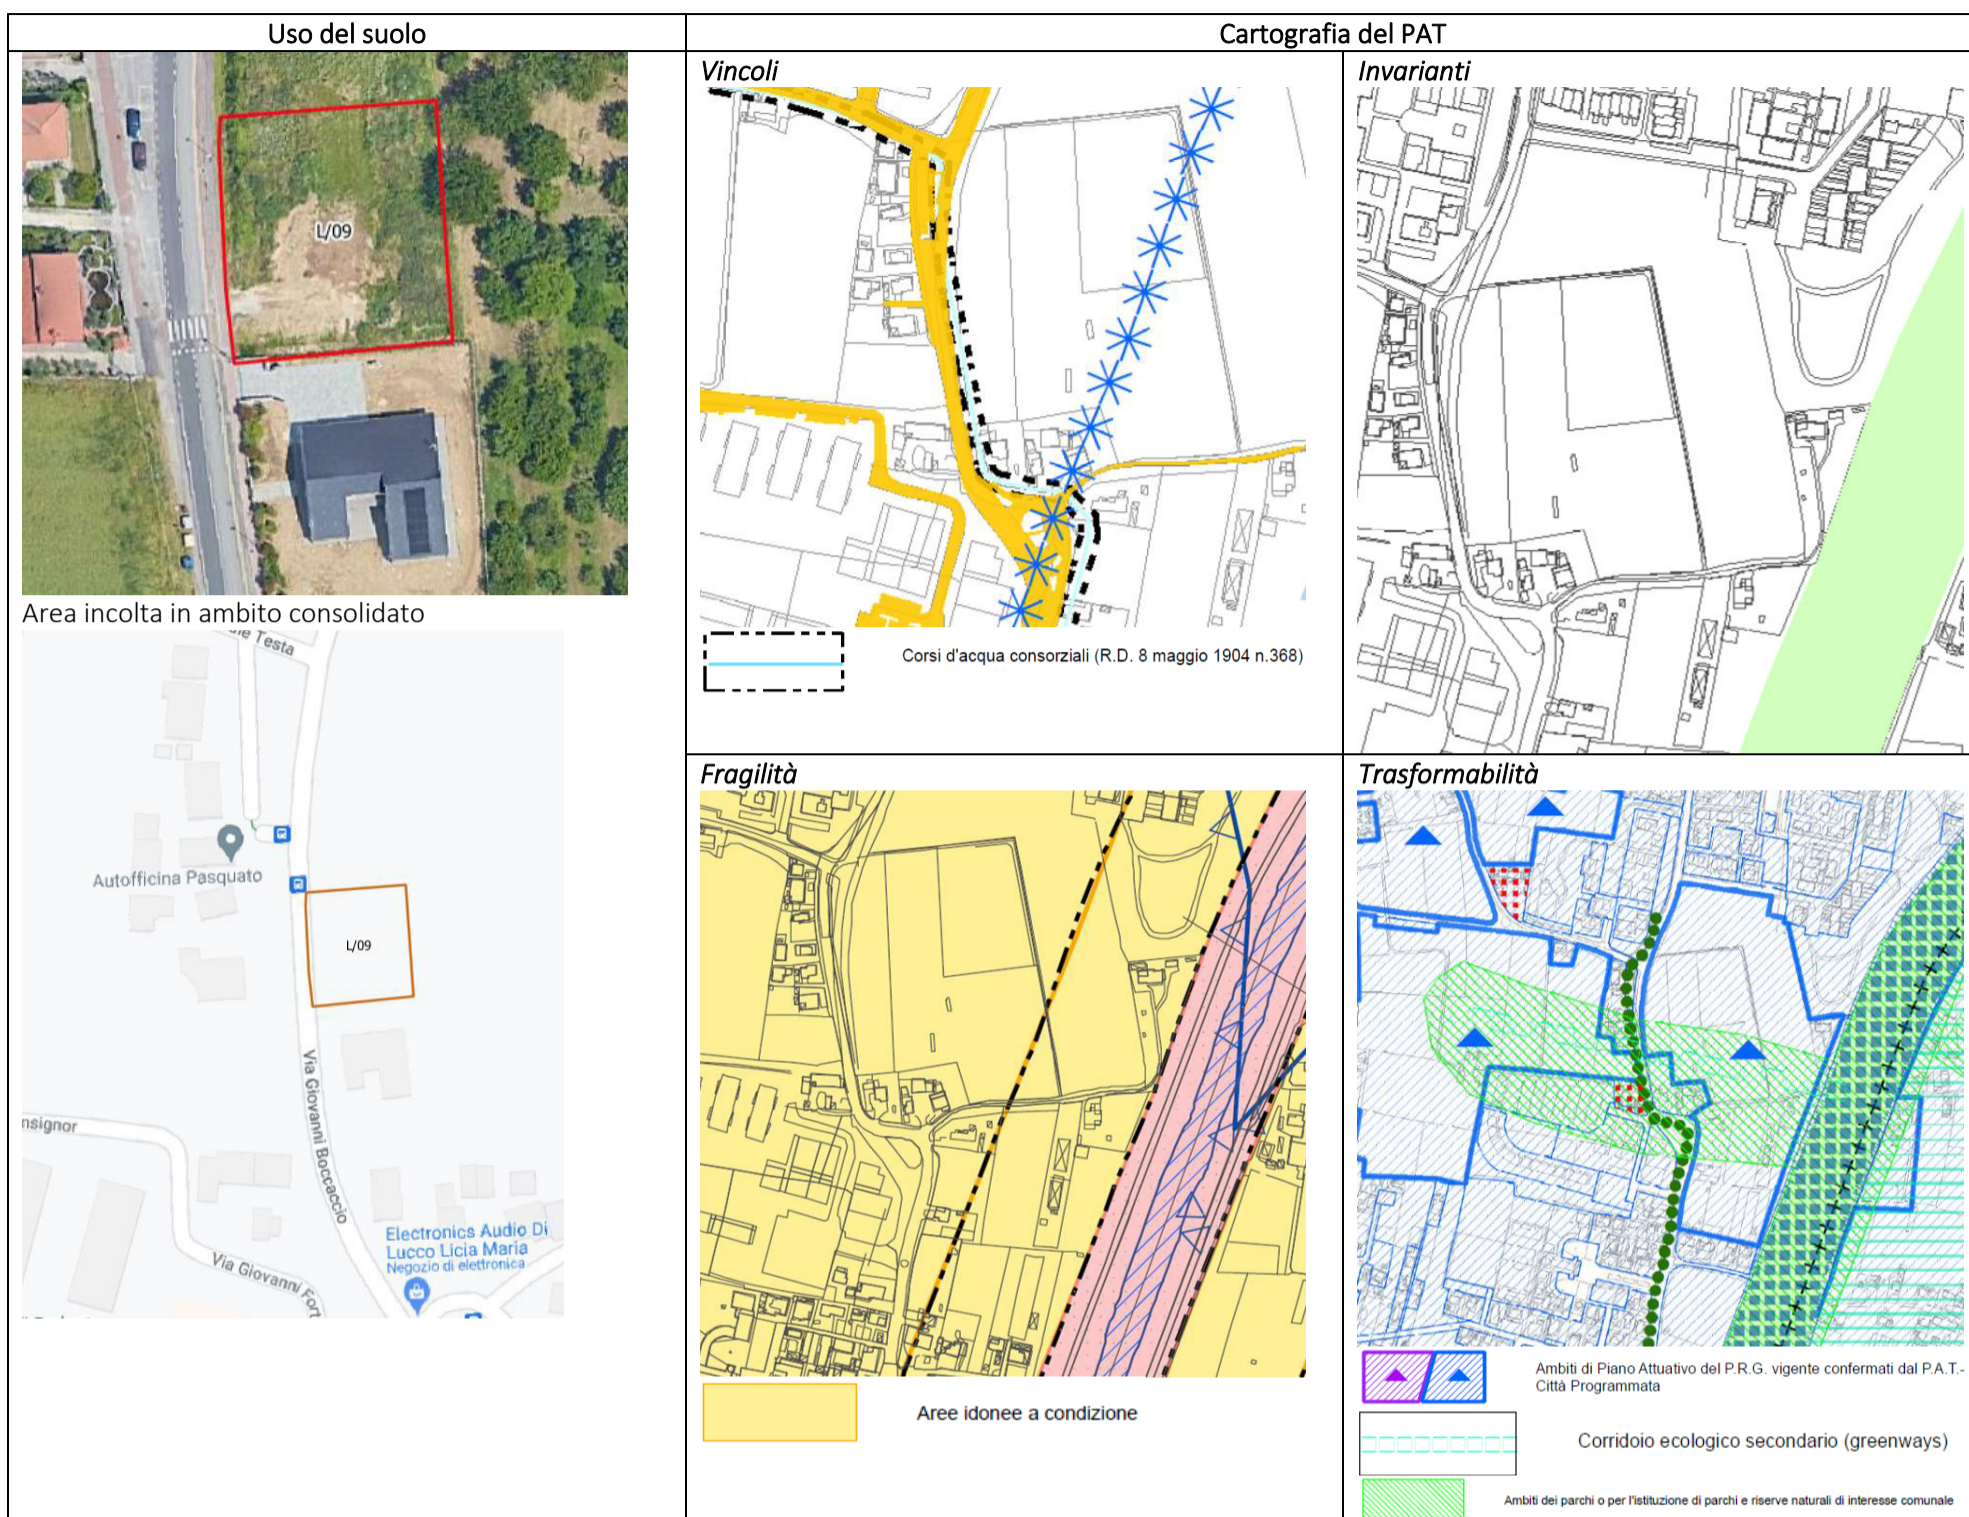 Uso del suolo
Cartografia del PAT
L/09
Area incolta in ambito consolidato
Testa
Autofficina Pasquato
L/09
Via Giovanni Boccaccio
nsignor
Via Giovanni Fort
Electronics Audio Di
Lucco Licia Maria
Negozio di elettronica
Vincoli
Corsi d'acqua consorziali (R.D. 8 maggio 1904 n.368)
Invarianti
Fragilità
Aree idonee a condizione
Trasformabilità
Ambiti di Piano Attuativo del P.R.G. vigente confermati dal P.A.T.-
Città Programmata
Corridoio ecologico secondario (greenways)
Ambiti dei parchi o per l'istituzione di parchi e riserve naturali di interesse comunale